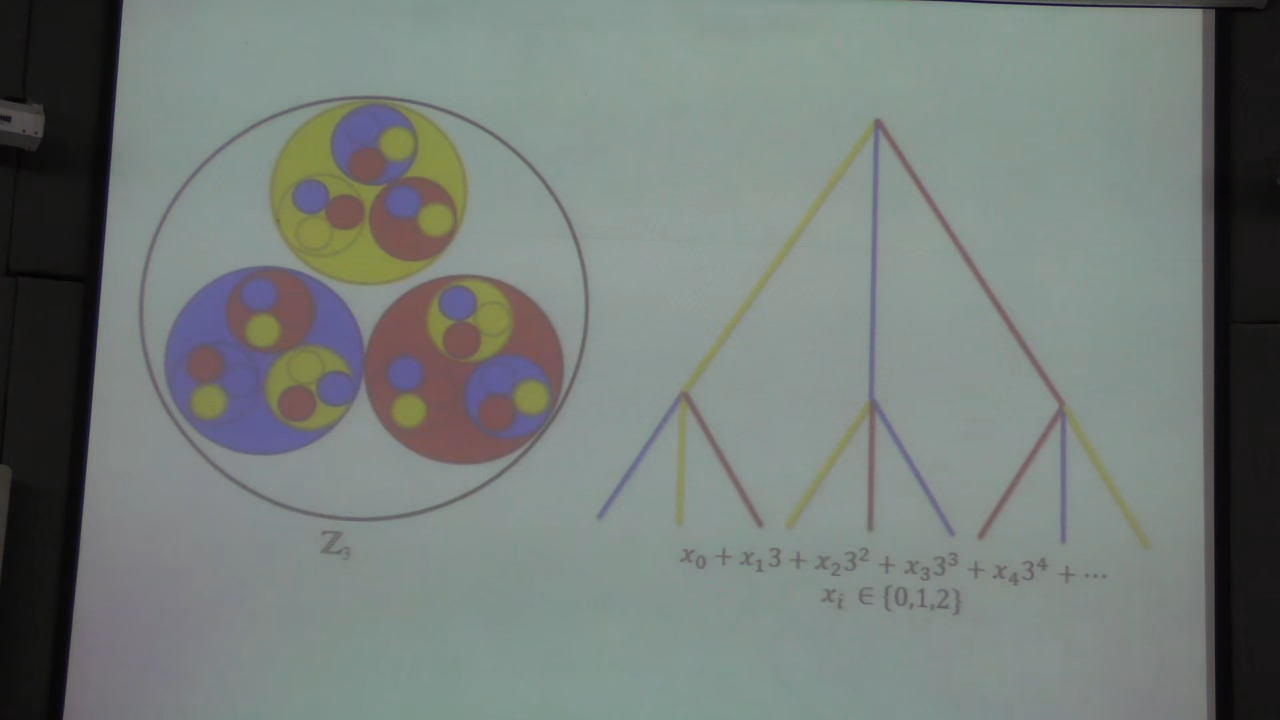 ℤ₃
x₀ + x₁3 + x₂3² + x₃3³ + x₄3⁴ + ⋯
xᵢ ∈ {0,1,2}